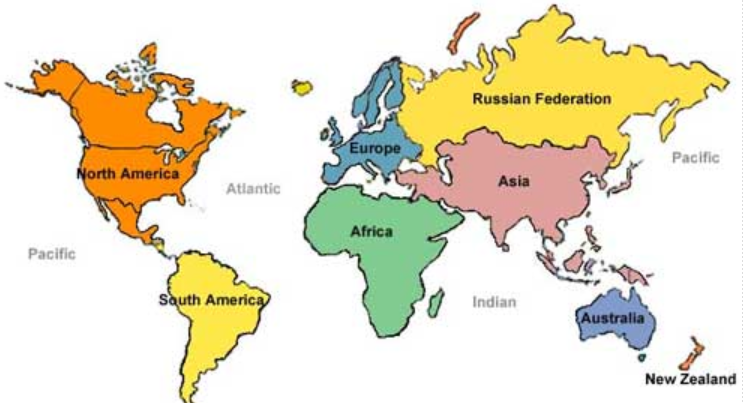 Russian Federation
Europe
Pacific
North America
Asia
Atlantic
Africa
Pacific
South America
Indian
Australia
New Zealand